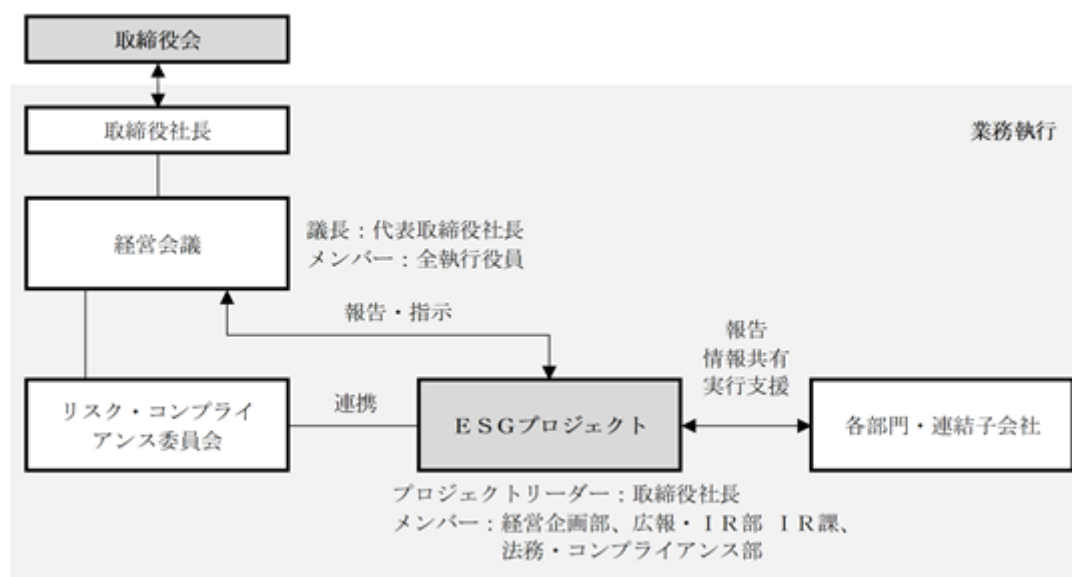 取締役会
取締役社長
業務執行
経営会議
議長：代表取締役社長
メンバー：全執行役員
報告・指示
報告
情報共有
実行支援
リスク・コンプライ
アンス委員会
連携
ＥＳＧプロジェクト
各部門・連結子会社
プロジェクトリーダー：取締役社長
メンバー：経営企画部、広報・ＩＲ部 ＩＲ課、
法務・コンプライアンス部